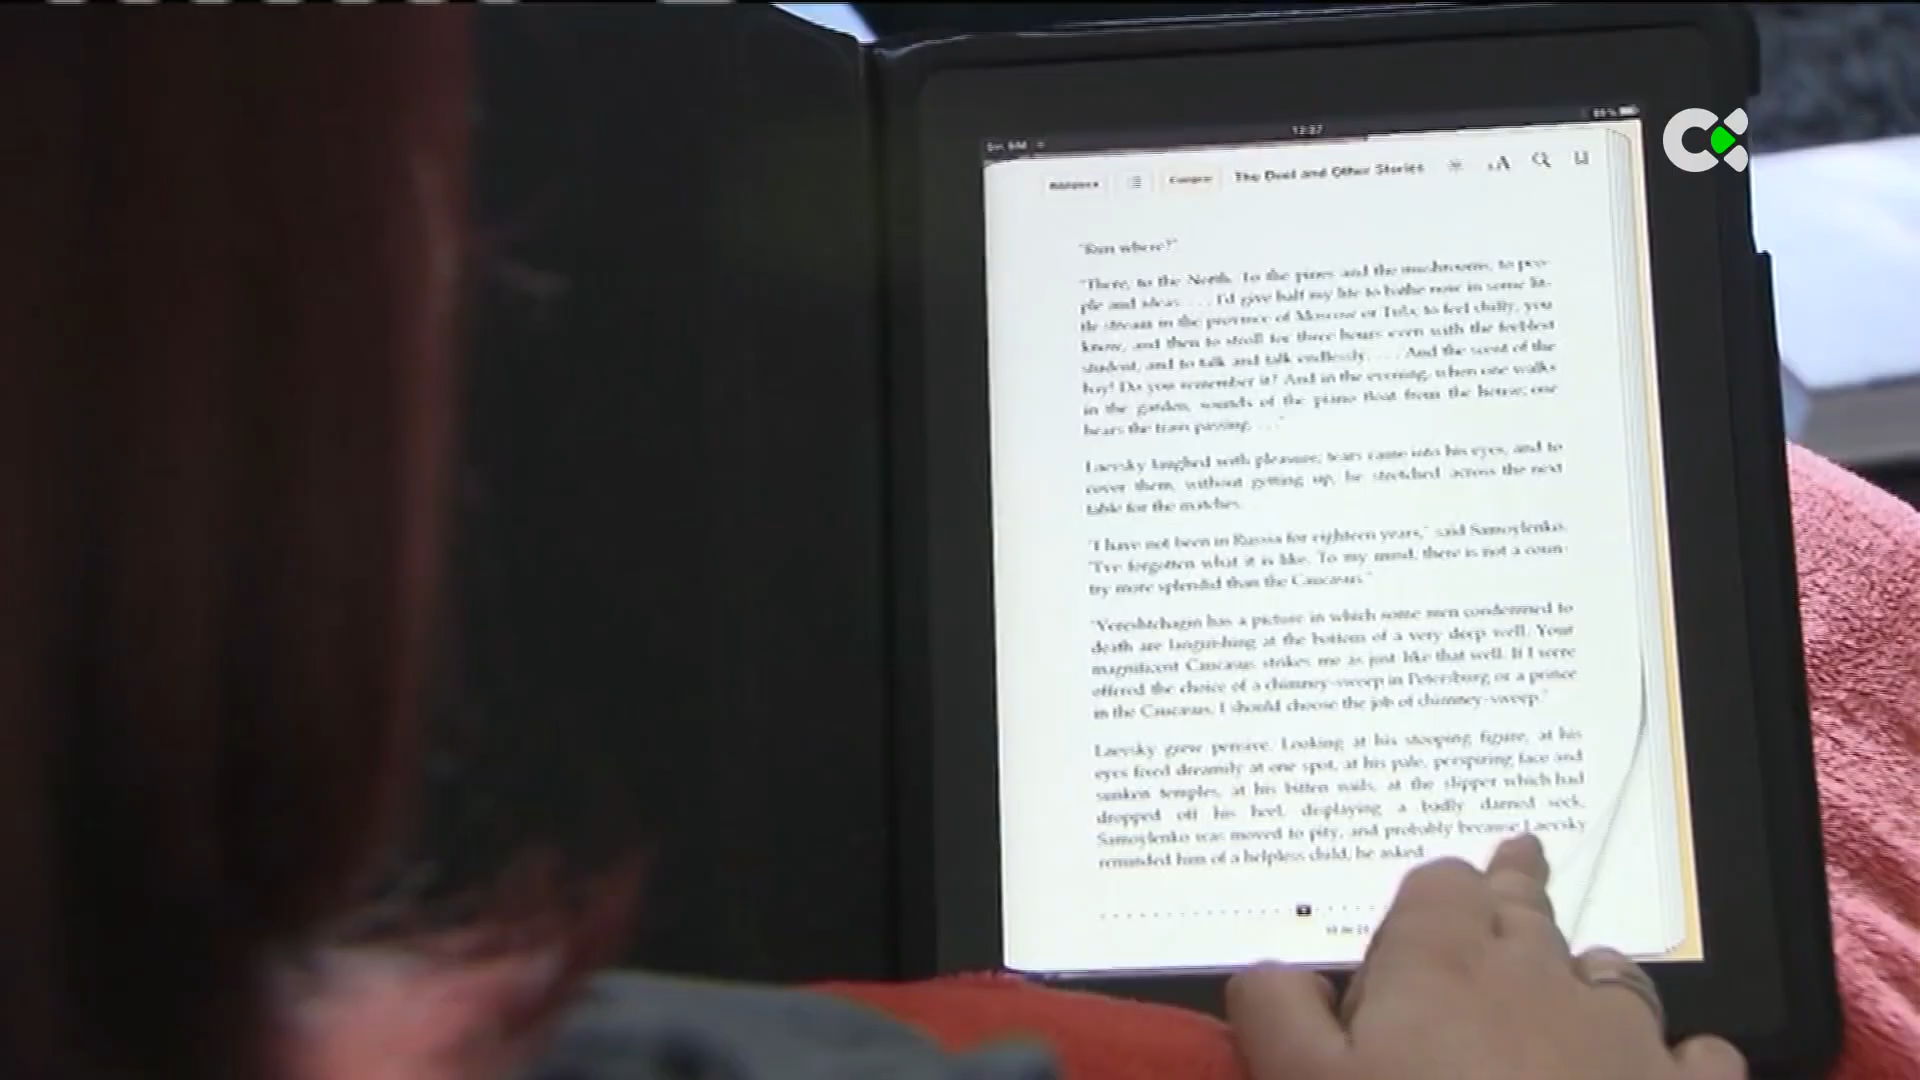 Sin SIM
12:37
Biblioteca
Comprar
The Duel and Other Stories
AA
"Run where?"
"There, to the North. To the pines and the mushrooms, to peo-
ple and ideas. . . . I'd give half my life to bathe now in some lit-
tle stream in the province of Moscow or Tula; to feel chilly, you
know, and then to stroll for three hours even with the feeblest
student, and to talk and talk endlessly. . . . And the scent of the
hay! Do you remember it? And in the evening, when one walks
in the garden, sounds of the piano float from the house; one
hears the train passing. . . ."
Laevsky laughed with pleasure; tears came into his eyes, and to
cover them, without getting up, he stretched across the next
table for the matches.
"I have not been in Russia for eighteen years," said Samoylenko.
"I've forgotten what it is like. To my mind, there is not a coun-
try more splendid than the Caucasus."
"Vereshtchagin has a picture in which some men condemned to
death are languishing at the bottom of a very deep well. Your
magnificent Caucasus strikes me as just like that well. If I were
offered the choice of a chimney-sweep in Petersburg or a prince
in the Caucasus, I should choose the job of chimney-sweep."
Laevsky grew pensive. Looking at his stooping figure, at his
eyes fixed dreamily at one spot, at his pale, perspiring face and
sunken temples, at his bitten nails, at the slipper which had
dropped off his heel, displaying a badly darned sock,
Samoylenko was moved to pity, and probably because Laevsky
reminded him of a helpless child, he asked: